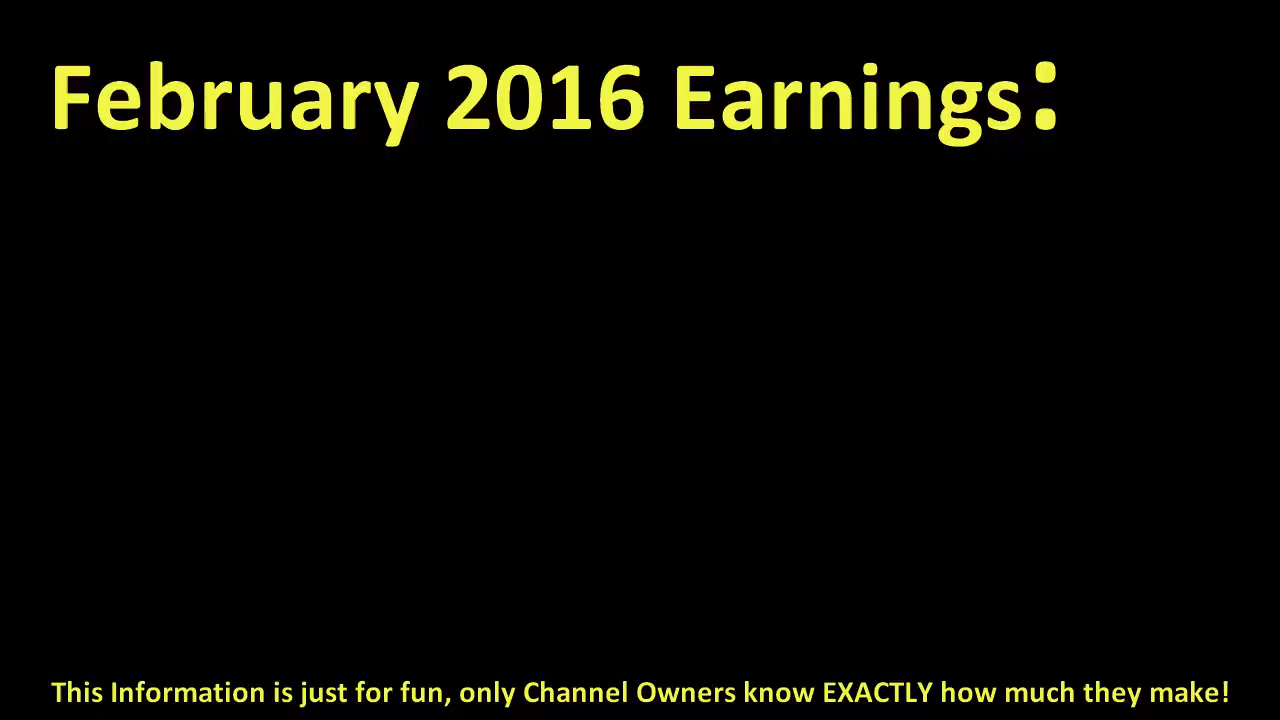 February 2016 Earnings:
This Information is just for fun, only Channel Owners know EXACTLY how much they make!